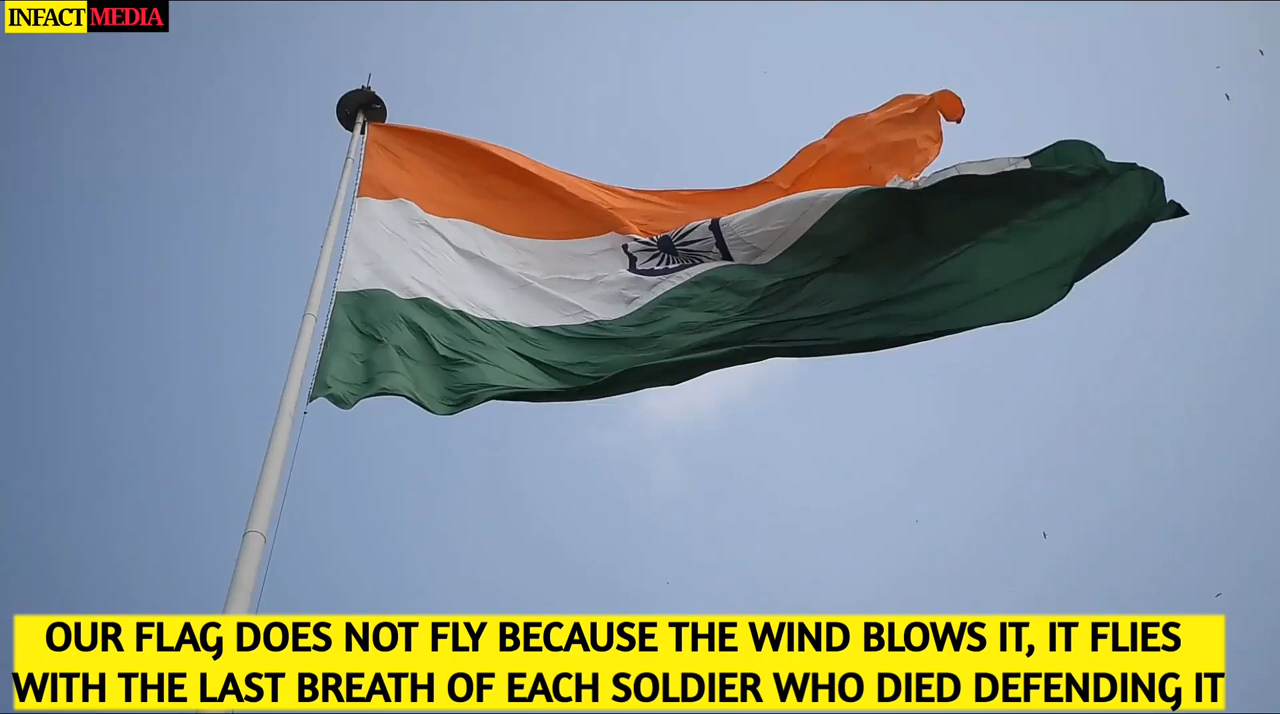 INFACT MEDIA
OUR FLAG DOES NOT FLY BECAUSE THE WIND BLOWS IT, IT FLIES
WITH THE LAST BREATH OF EACH SOLDIER WHO DIED DEFENDING IT